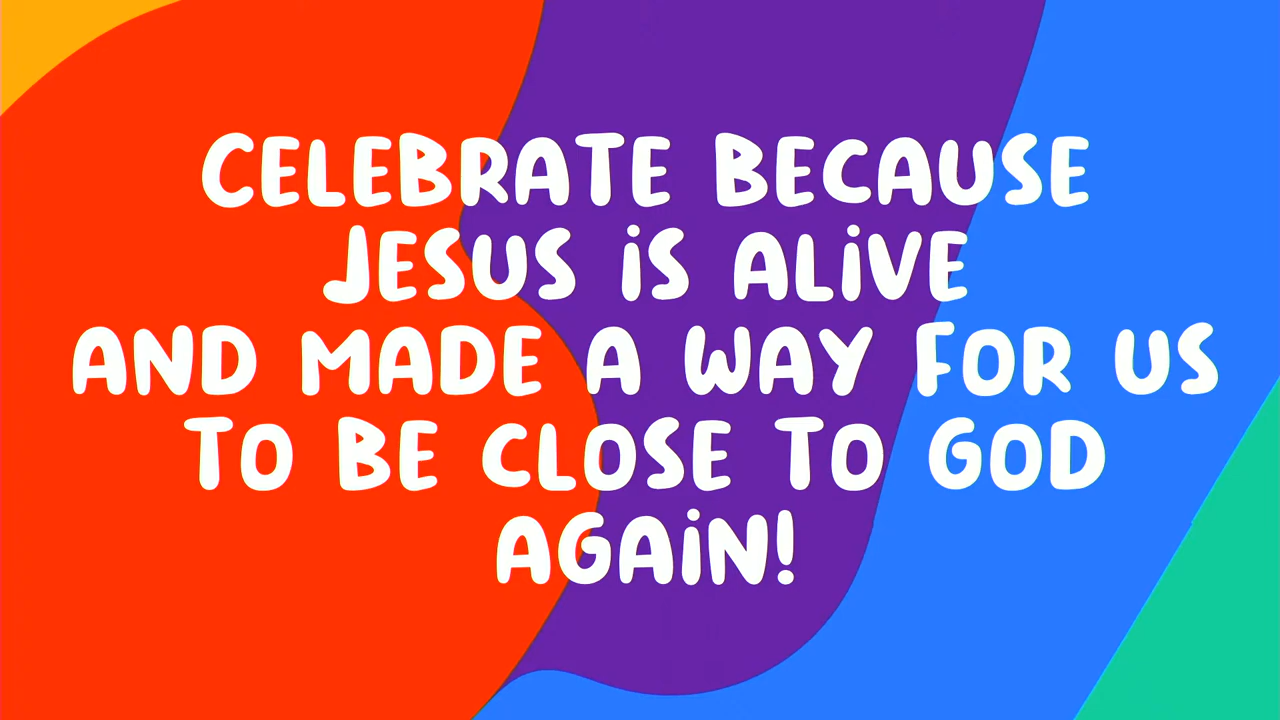 CELEBRATE BECAUSE
JESUS IS ALIVE
AND MADE A WAY FOR US
TO BE CLOSE TO GOD
AGAIN!